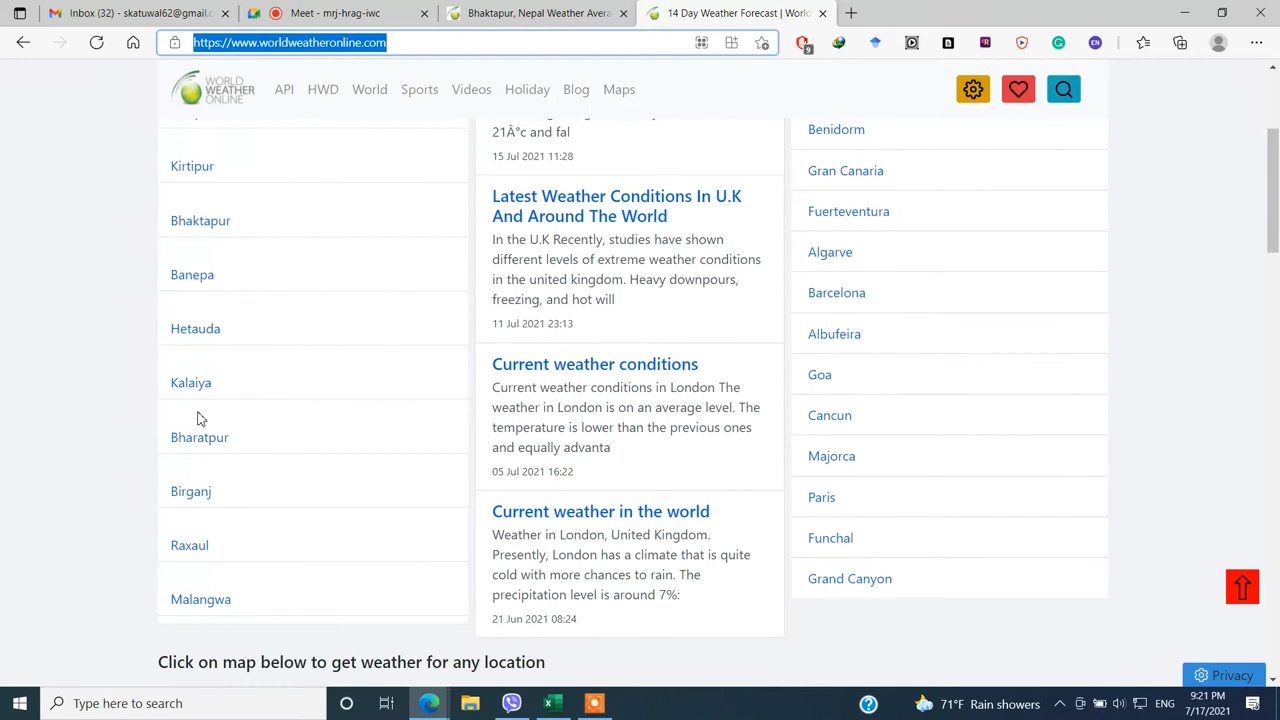 Inbox (32) - skatuwal62@gmail.c
Meet - mrj-hrag-iwc
Bhaktapur, Nepal Weather Avera
14 Day Weather Forecast | World
https://www.worldweatheronline.com
9
EN
WORLD
WEATHER
ONLINE
API HWD World Sports Videos Holiday Blog Maps
Kirtipur
Bhaktapur
Banepa
Hetauda
Kalaiya
Bharatpur
Birganj
Raxaul
Malangwa
21Â°c and fal
15 Jul 2021 11:28
Latest Weather Conditions In U.K
And Around The World
In the U.K Recently, studies have shown
different levels of extreme weather conditions
in the united kingdom. Heavy downpours,
freezing, and hot will
11 Jul 2021 23:13
Current weather conditions
Current weather conditions in London The
weather in London is on an average level. The
temperature is lower than the previous ones
and equally advanta
05 Jul 2021 16:22
Current weather in the world
Weather in London, United Kingdom.
Presently, London has a climate that is quite
cold with more chances to rain. The
precipitation level is around 7%:
21 Jun 2021 08:24
Benidorm
Gran Canaria
Fuerteventura
Algarve
Barcelona
Albufeira
Goa
Cancun
Majorca
Paris
Funchal
Grand Canyon
Click on map below to get weather for any location
Privacy
Type here to search
71°F Rain showers
ENG
9:21 PM
7/17/2021